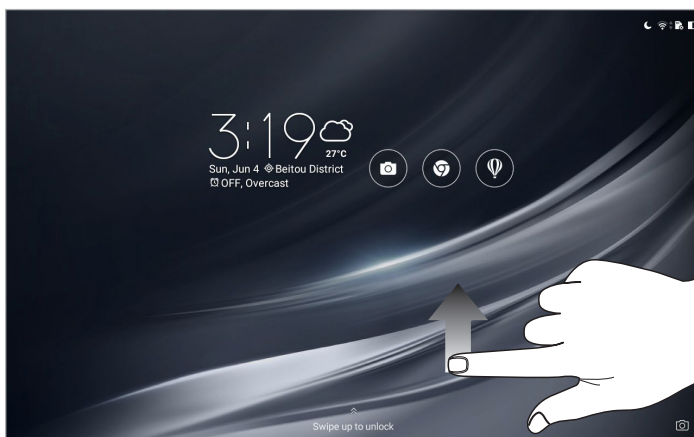 3:19
27°C
Sun, Jun 4 Beitou District
OFF, Overcast
Swipe up to unlock